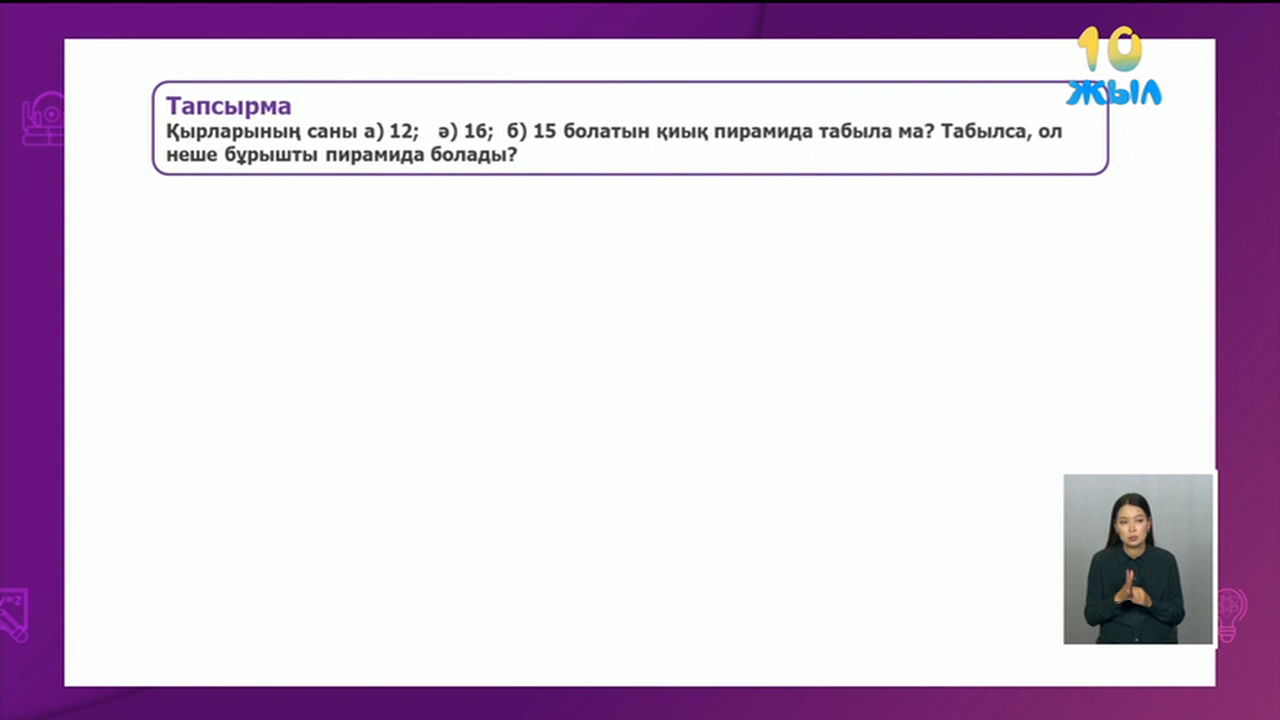 10
жыл
Тапсырма
Қырларының саны а) 12; ә) 16; б) 15 болатын қиық пирамида табыла ма? Табылса, ол
неше бұрышты пирамида болады?